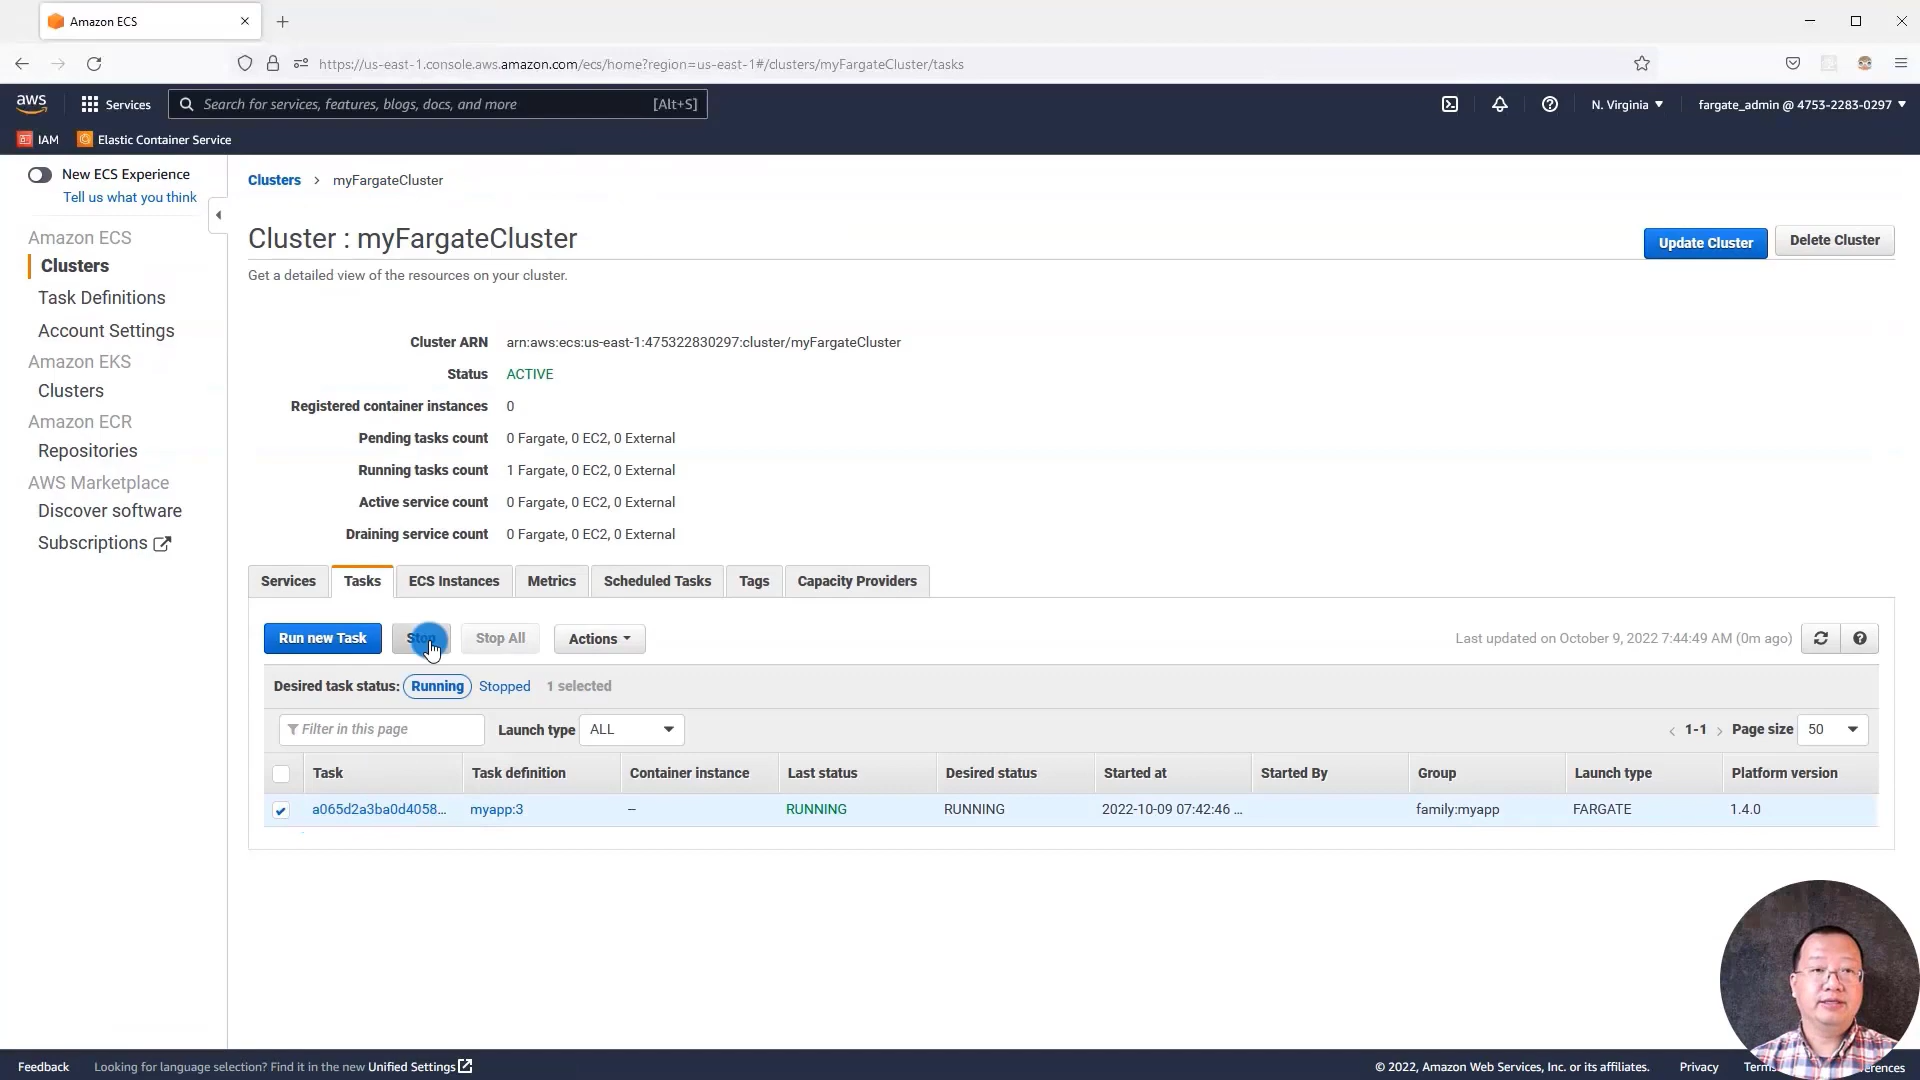 Amazon ECS
https://us-east-1.console.aws.amazon.com/ecs/home?region=us-east-1#/clusters/myFargateCluster/tasks
aws
Services
Search for services, features, blogs, docs, and more
[Alt+S]
N. Virginia
fargate_admin @ 4753-2283-0297
IAM
Elastic Container Service
New ECS Experience
Tell us what you think
Amazon ECS
Clusters
Task Definitions
Account Settings
Amazon EKS
Clusters
Amazon ECR
Repositories
AWS Marketplace
Discover software
Subscriptions
Clusters > myFargateCluster
Cluster : myFargateCluster
Update Cluster
Delete Cluster
Get a detailed view of the resources on your cluster.
Cluster ARN arn:aws:ecs:us-east-1:475322830297:cluster/myFargateCluster
Status ACTIVE
Registered container instances 0
Pending tasks count 0 Fargate, 0 EC2, 0 External
Running tasks count 1 Fargate, 0 EC2, 0 External
Active service count 0 Fargate, 0 EC2, 0 External
Draining service count 0 Fargate, 0 EC2, 0 External
Services Tasks ECS Instances Metrics Scheduled Tasks Tags Capacity Providers
Run new Task Stop Stop All Actions
Last updated on October 9, 2022 7:44:49 AM (0m ago)
Desired task status: Running Stopped 1 selected
Filter in this page Launch type ALL < 1-1 > Page size 50
Task Task definition Container instance Last status Desired status Started at Started By Group Launch type Platform version
a065d2a3ba0d4058... myapp:3 -- RUNNING RUNNING 2022-10-09 07:42:46 ... family:myapp FARGATE 1.4.0
Feedback Looking for language selection? Find it in the new Unified Settings
© 2022, Amazon Web Services, Inc. or its affiliates. Privacy